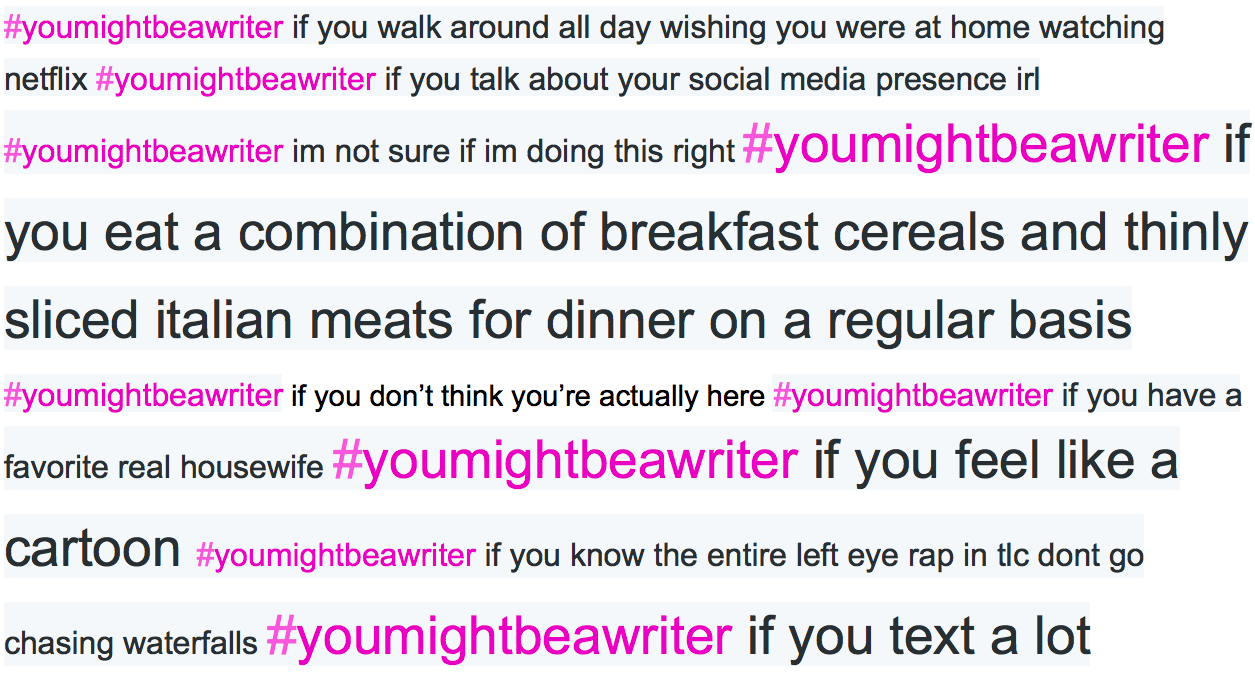 #youmightbeawriter if you walk around all day wishing you were at home watching
netflix #youmightbeawriter if you talk about your social media presence irl
#youmightbeawriter im not sure if im doing this right #youmightbeawriter if
you eat a combination of breakfast cereals and thinly
sliced italian meats for dinner on a regular basis
#youmightbeawriter if you don’t think you’re actually here #youmightbeawriter if you have a
favorite real housewife #youmightbeawriter if you feel like a
cartoon #youmightbeawriter if you know the entire left eye rap in tlc dont go
chasing waterfalls #youmightbeawriter if you text a lot